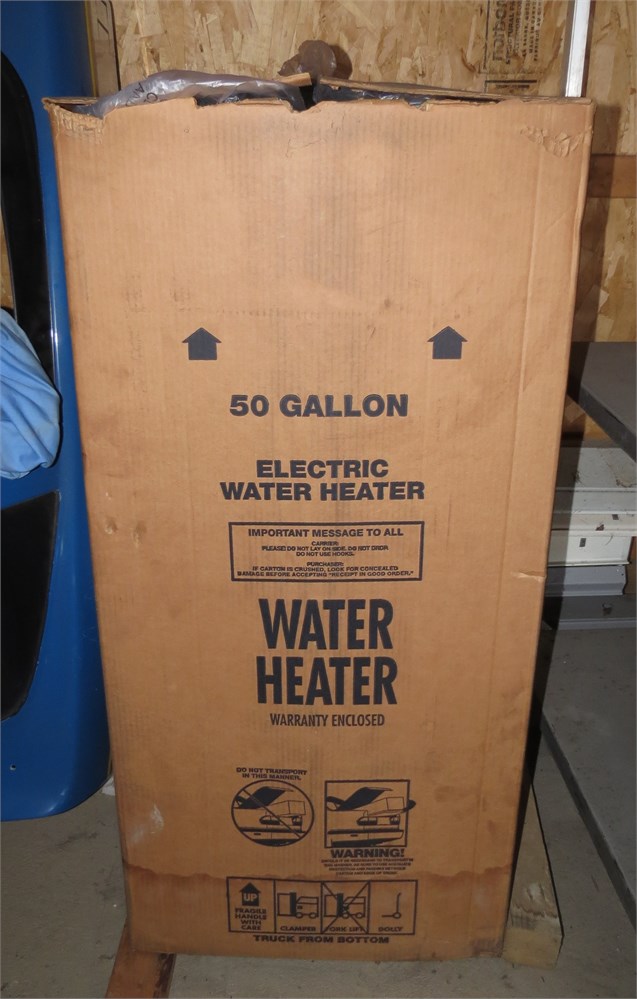 50 GALLON
ELECTRIC
WATER HEATER
IMPORTANT MESSAGE TO ALL
CARRIER:
PLEASE! DO NOT LAY ON SIDE. DO NOT DROP.
DO NOT USE HOOKS.
PURCHASER:
IF CARTON IS CRUSHED, LOOK FOR CONCEALED
DAMAGE BEFORE ACCEPTING "RECEIPT IN GOOD ORDER."
WATER
HEATER
WARRANTY ENCLOSED
DO NOT TRANSPORT
IN THIS MANNER.
WARNING!
UP
FRAGILE
HANDLE
WITH
CARE
CLAMPER
FORK LIFT
DOLLY
TRUCK FROM BOTTOM